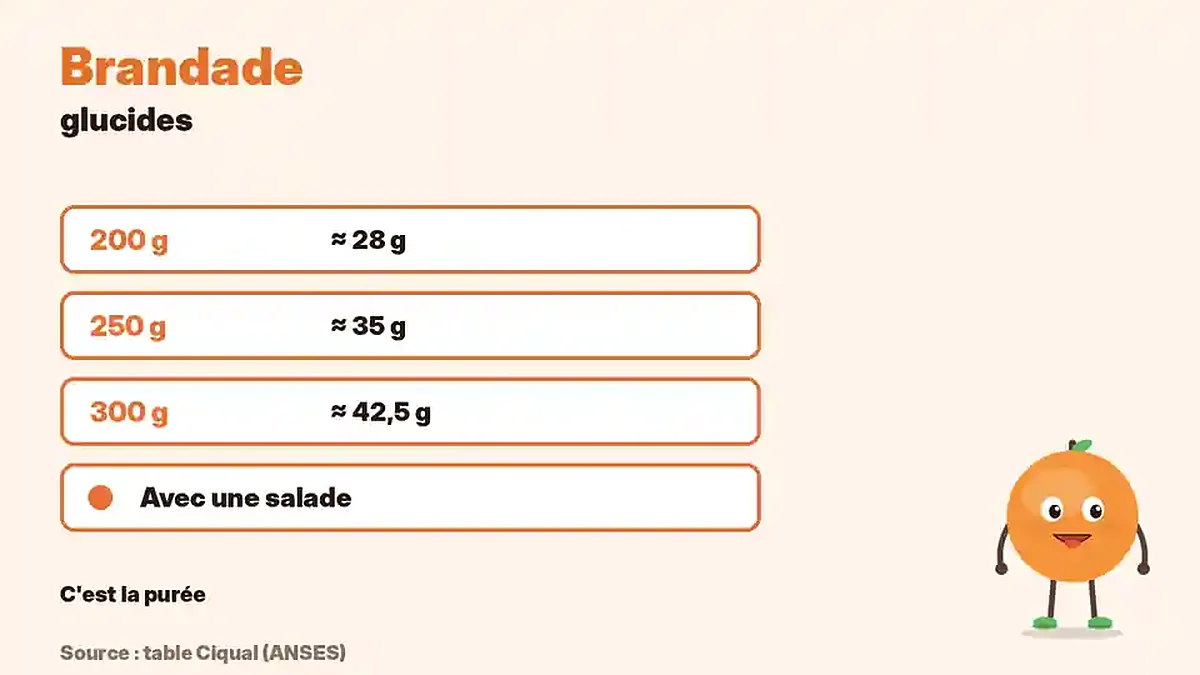 Brandade
glucides
200 g ≈ 28 g
250 g ≈ 35 g
300 g ≈ 42,5 g
Avec une salade
C'est la purée
Source : table Ciqual (ANSES)